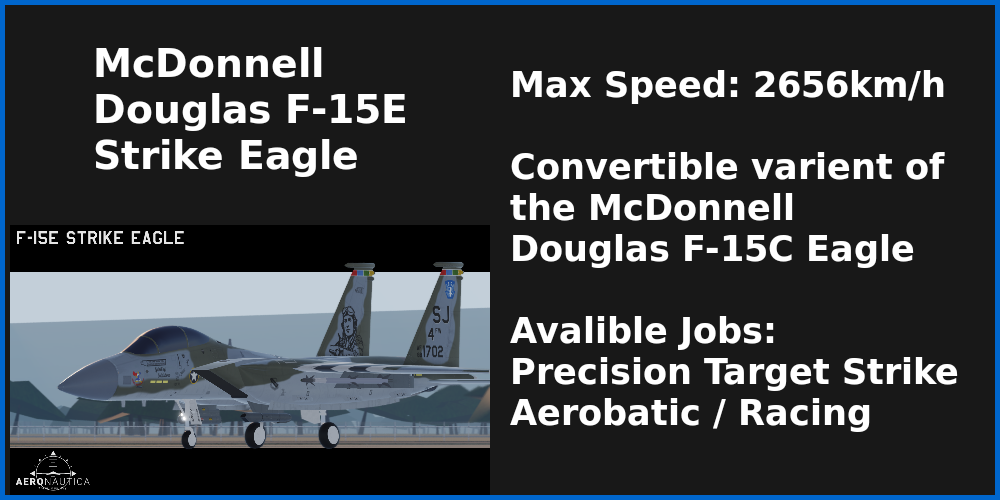 McDonnell
Douglas F-15E
Strike Eagle
Max Speed: 2656km/h
Convertible varient of
the McDonnell
Douglas F-15C Eagle
Avalible Jobs:
Precision Target Strike
Aerobatic / Racing
F-15E STRIKE EAGLE
SJ
4TH
1702
AERONAUTICA